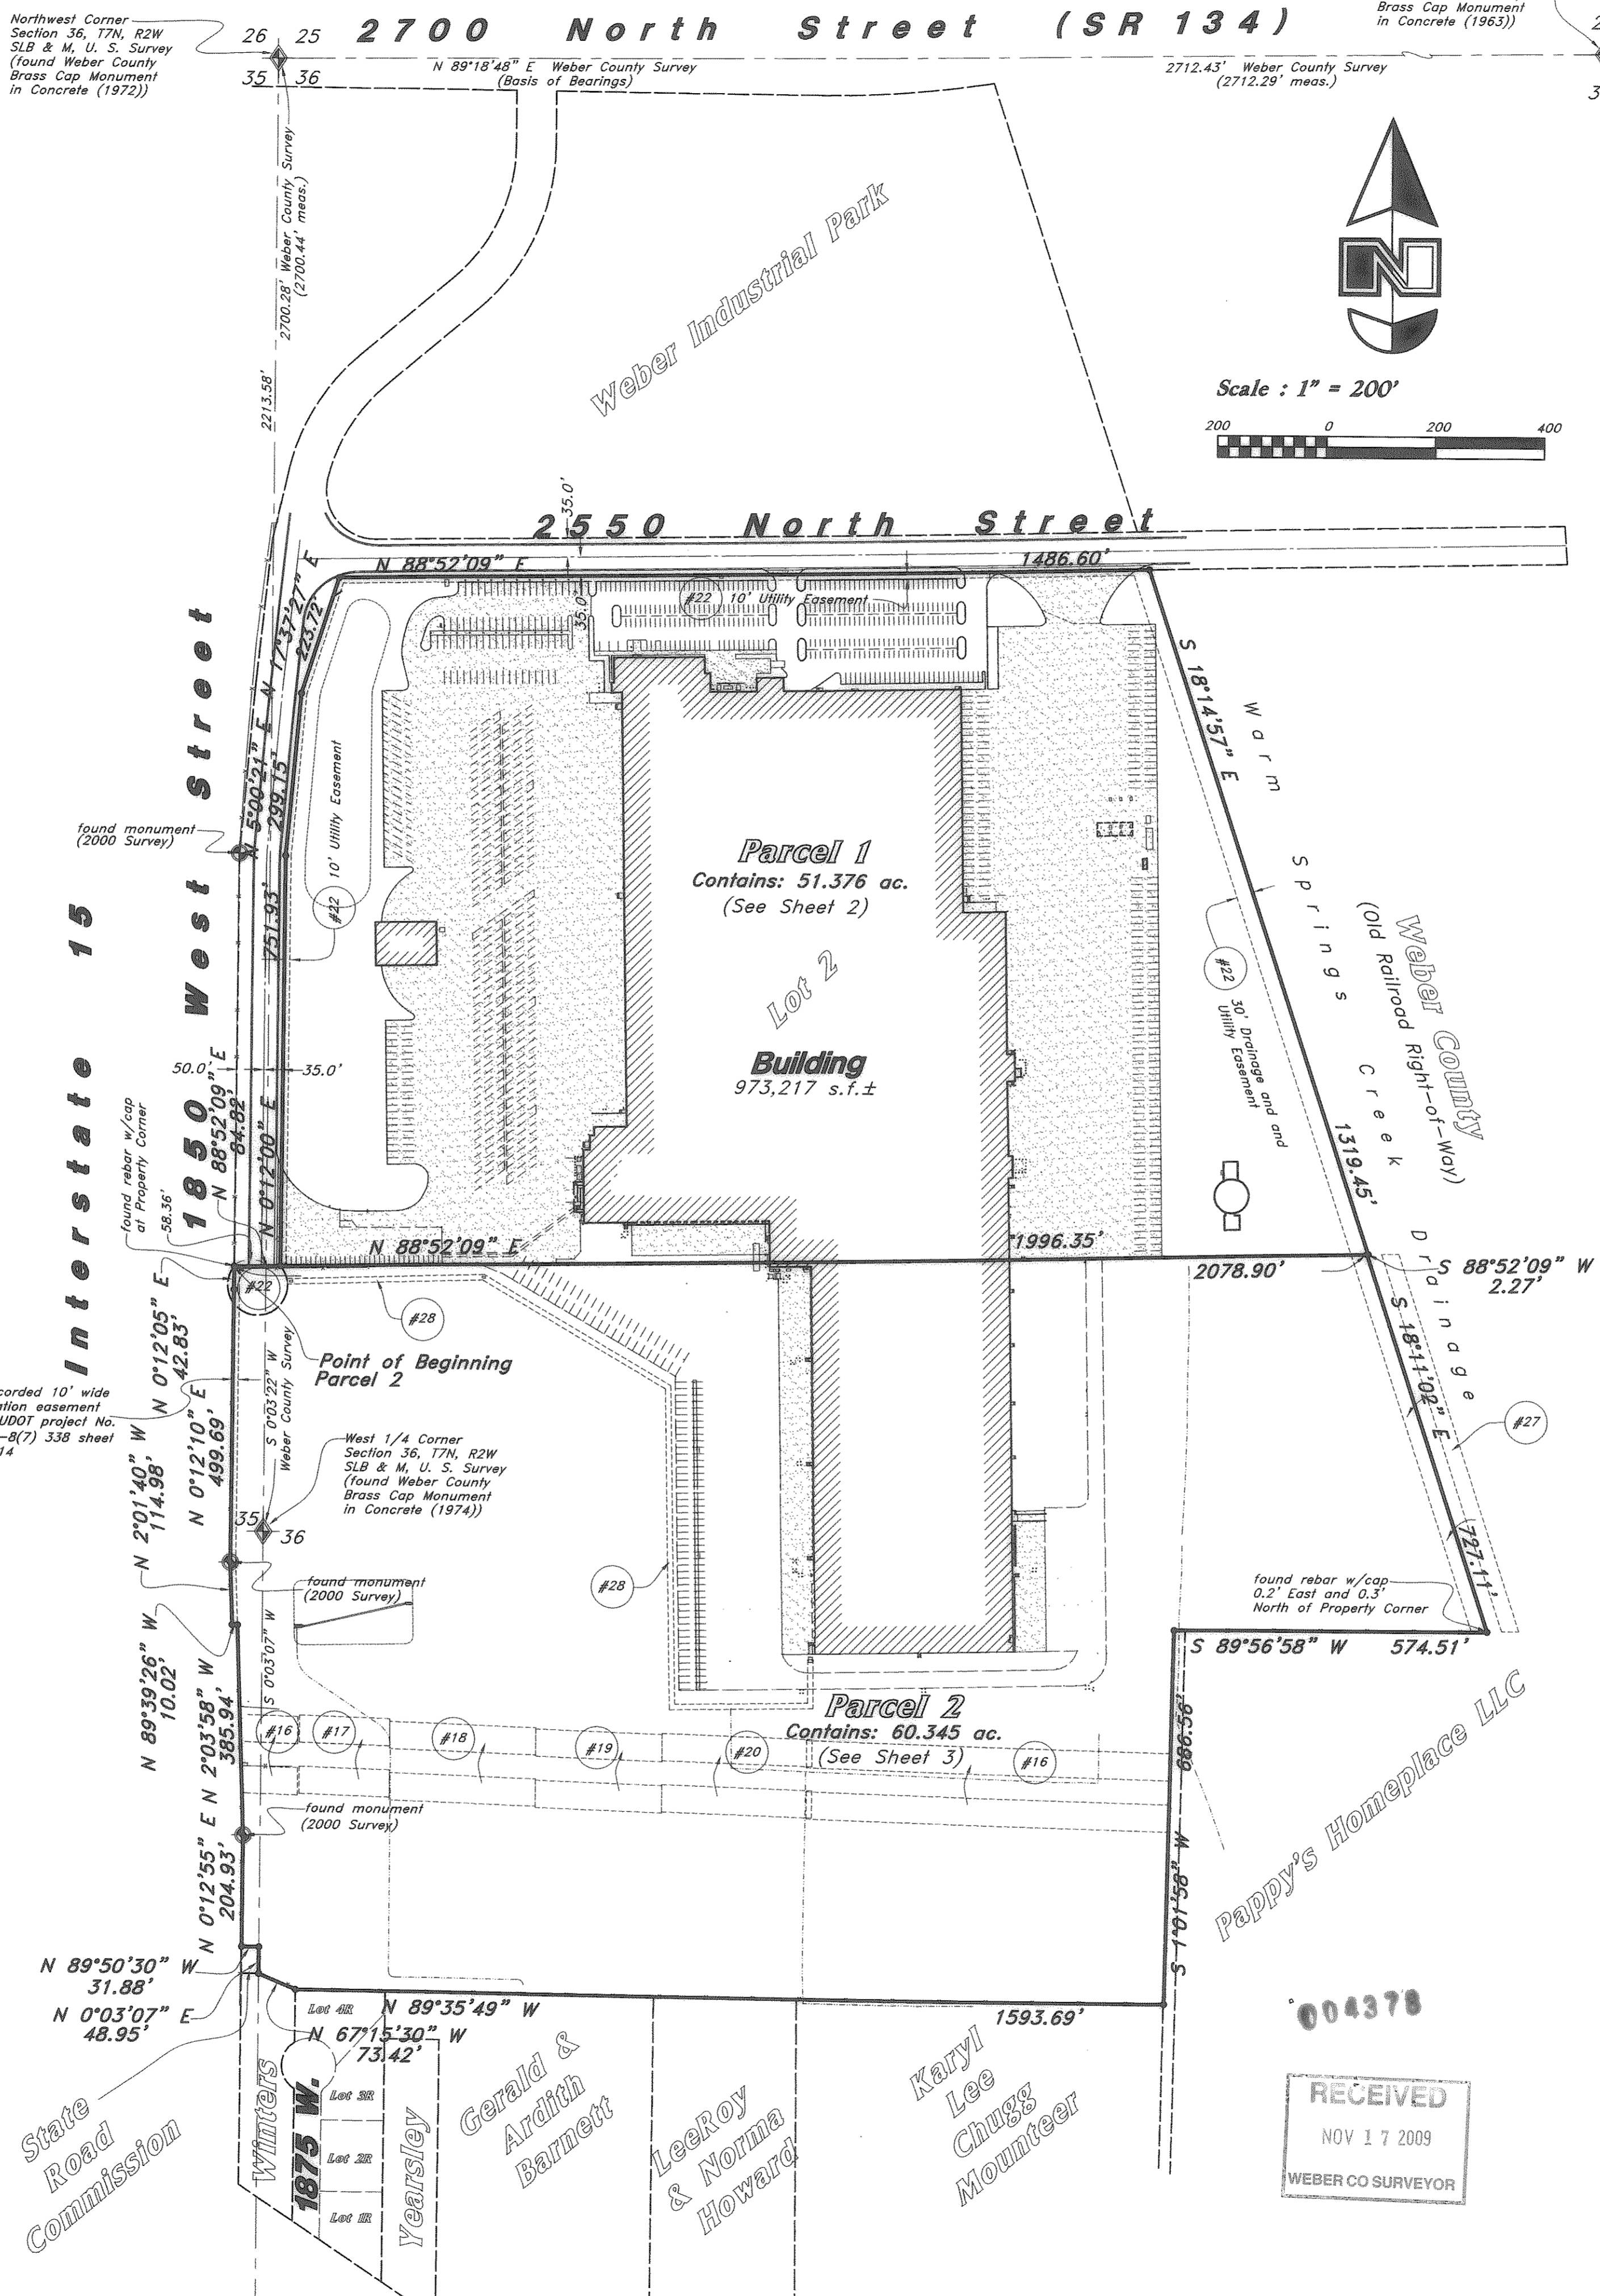 Northwest Corner
Section 36, T7N, R2W
SLB & M, U. S. Survey
(found Weber County
Brass Cap Monument
in Concrete (1972))
26 25
35 36
2700 North Street (SR 134)
Brass Cap Monument
in Concrete (1963))
N 89°18'48" E Weber County Survey
(Basis of Bearings)
2712.43' Weber County Survey
(2712.29' meas.)
2700.28' Weber County Survey
(2700.44' meas.)
2213.58'
Weber Industrial Park
N
Scale : 1" = 200'
200 0 200 400
35.0'
2550 North Street
N 88°52'09" E
1486.60'
35.0'
#22 10' Utility Easement
N 17°37'27" E
223.72'
N 5°00'21" E
299.15'
1850 West Street
Interstate 15
found monument
(2000 Survey)
#22 10' Utility Easement
751.93'
N 0°12'00" E
50.0'
35.0'
N 88°52'09" E
84.82'
found rebar w/cap
at Property Corner
58.36'
Parcel 1
Contains: 51.376 ac.
(See Sheet 2)
Lot 2
Building
973,217 s.f.±
S 18°14'57" E
1319.45'
Warm Springs Creek Drainage
#22
30' Drainage and
Utility Easement
Weber County
(Old Railroad Right-of-Way)
N 88°52'09" E
1996.35'
2078.90'
S 88°52'09" W
2.27'
#22
#28
Point of Beginning
Parcel 2
N 0°12'05" E
42.83'
S 0°03'22" W
Weber County Survey
corded 10' wide
tion easement
UDOT project No.
-8(7) 338 sheet
14
N 0°12'10" E
499.69'
N 2°01'40" W
114.98'
West 1/4 Corner
Section 36, T7N, R2W
SLB & M, U. S. Survey
(found Weber County
Brass Cap Monument
in Concrete (1974))
35
36
S 18°11'02" E
727.11'
#27
#28
found monument
(2000 Survey)
found rebar w/cap
0.2' East and 0.3'
North of Property Corner
S 89°56'58" W 574.51'
N 89°39'26" W
10.02'
S 0°03'07" W
N 2°03'58" W
385.94'
#16
#17
#18
#19
#20
#16
Parcel 2
Contains: 60.345 ac.
(See Sheet 3)
686.56'
S 1°01'58" W
Pappy's Homeplace LLC
found monument
(2000 Survey)
N 0°12'55" E
204.93'
N 89°50'30" W
31.88'
N 0°03'07" E
48.95'
Lot 4R
N 89°35'49" W
1593.69'
N 67°15'30" W
73.42'
State
Road
Commission
Winters
1875 W.
Lot 3R
Lot 2R
Lot 1R
Yearsley
Gerald &
Ardith
Barnett
LeeRoy
& Norma
Howard
Karyl
Lee
Chugg
Mounteer
004378
RECEIVED
NOV 17 2009
WEBER CO SURVEYOR